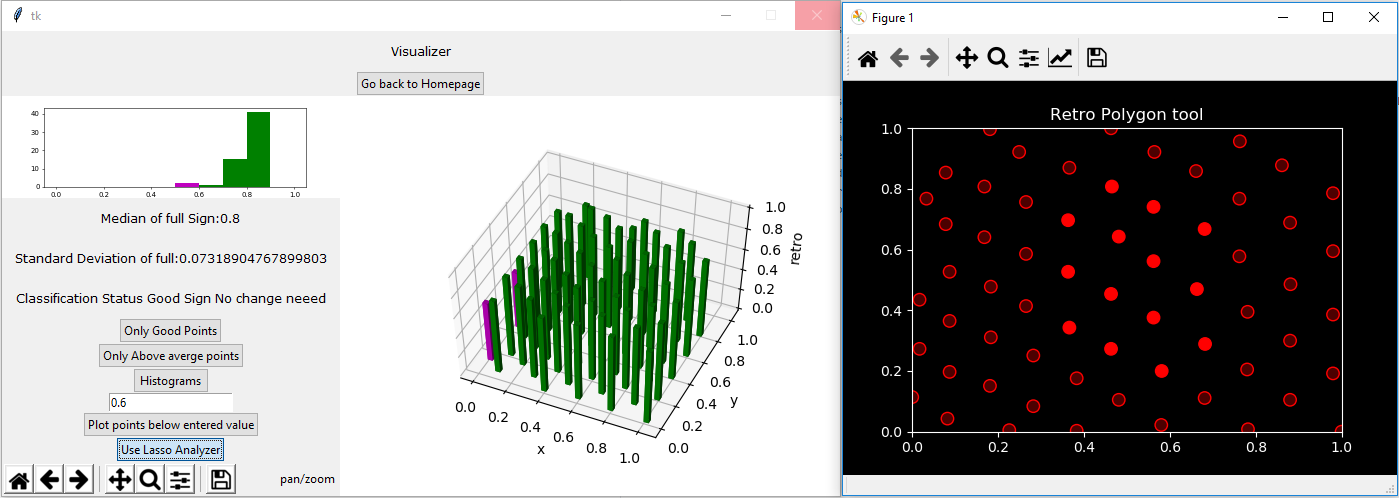 tk
Visualizer
Go back to Homepage
40
30
20
10
0
0.0 0.2 0.4 0.6 0.8 1.0
Median of full Sign:0.8
Standard Deviation of full:0.07318904767899803
Classification Status Good Sign No change neeed
Only Good Points
Only Above averge points
Histograms
0.6
Plot points below entered value
Use Lasso Analyzer
pan/zoom
1.0
0.8
0.6
0.4
0.2
0.0
retro
1.0
0.8
0.6
0.4
0.2
0.0
y
0.0 0.2 0.4 0.6 0.8 1.0
x
Figure 1
Retro Polygon tool
1.0
0.8
0.6
0.4
0.2
0.0
0.0 0.2 0.4 0.6 0.8 1.0